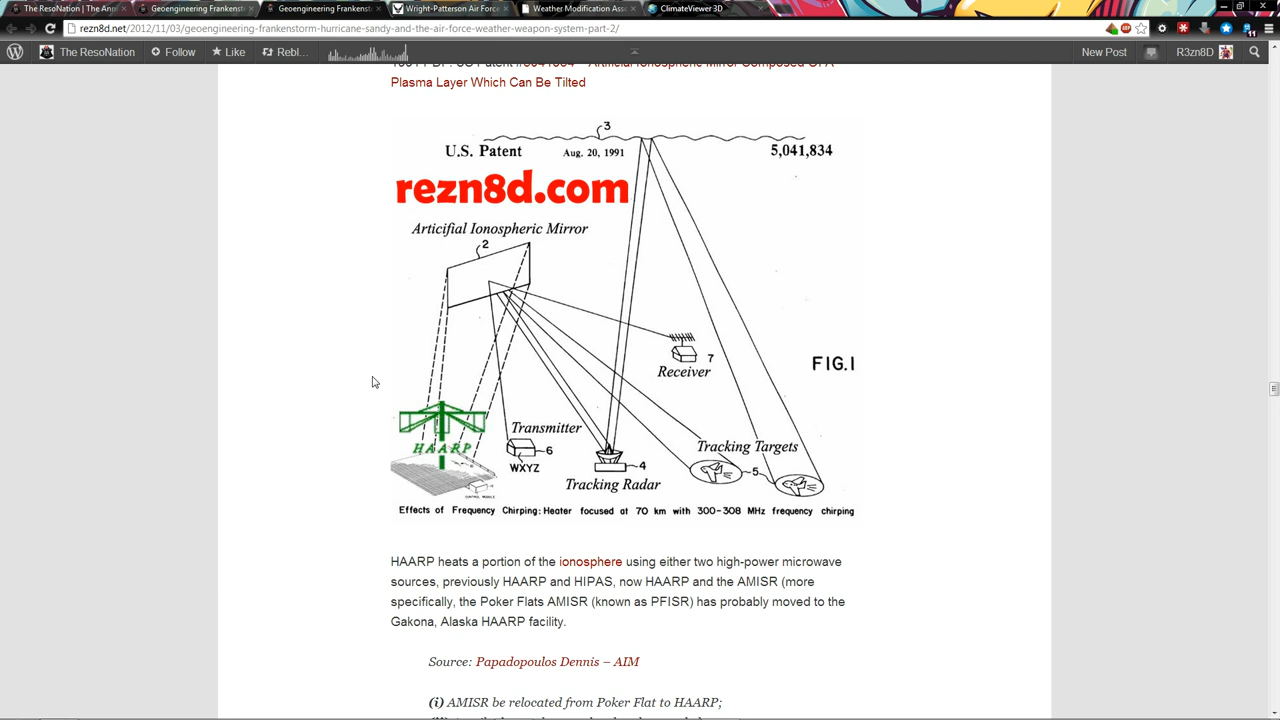 The ResoNation | The An
Geoengineering Frankenst
Geoengineering Frankenst
Wright-Patterson Air Force
Weather Modification Ass
ClimateViewer 3D
rezn8d.net/2012/11/03/geoengineering-frankenstorm-hurricane-sandy-and-the-air-force-weather-weapon-system-part-2/
The ResoNation
Follow
Like
Rebl...
New Post
R3zn8D
Plasma Layer Which Can Be Tilted
3
U.S. Patent Aug. 20, 1991 5,041,834
rezn8d.com
Articifial Ionospheric Mirror
2
7
Receiver
FIG.1
HAARP
Transmitter
6
WXYZ
Tracking Targets
4
5
Tracking Radar
CONTROL MODULE
Effects of Frequency Chirping: Heater focused at 70 km with 300-308 MHz frequency chirping
HAARP heats a portion of the ionosphere using either two high-power microwave
sources, previously HAARP and HIPAS, now HAARP and the AMISR (more
specifically, the Poker Flats AMISR (known as PFISR) has probably moved to the
Gakona, Alaska HAARP facility.
Source: Papadopoulos Dennis – AIM
(i) AMISR be relocated from Poker Flat to HAARP;